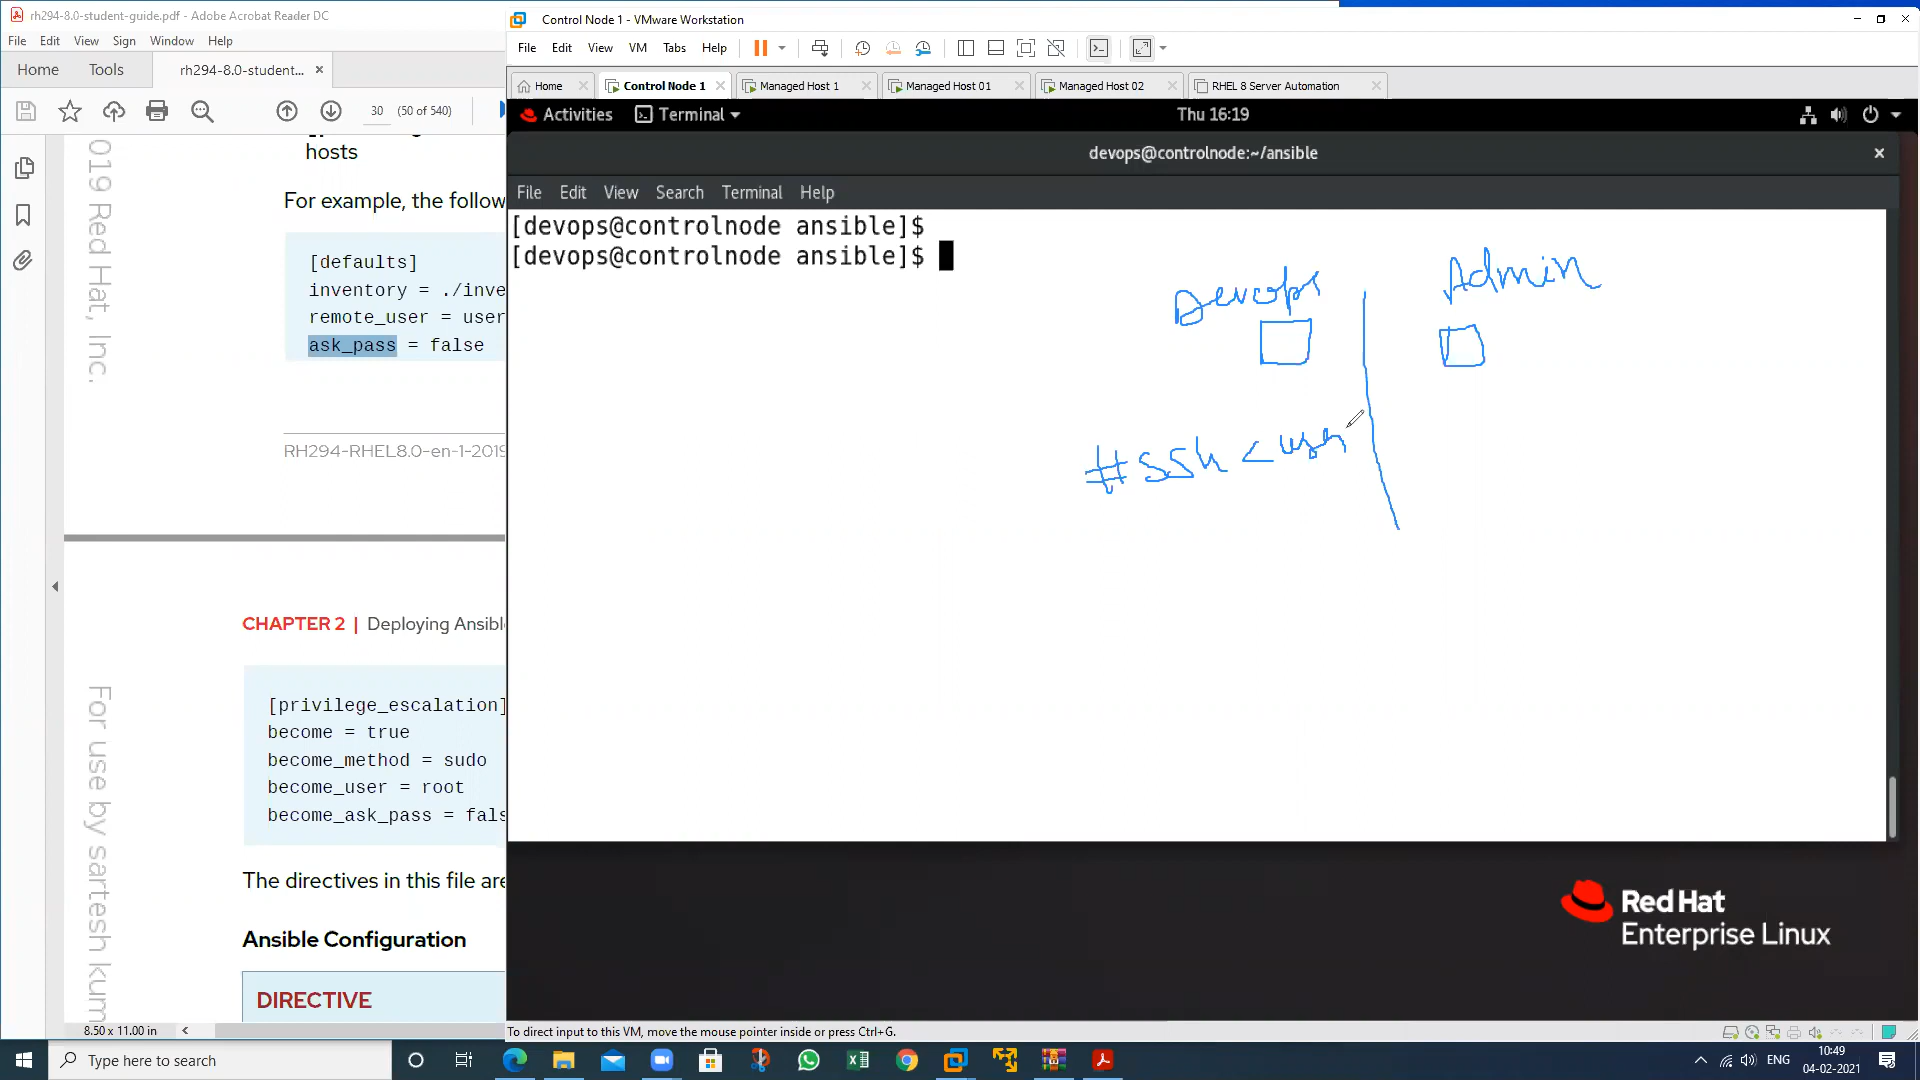 rh294-8.0-student-guide.pdf - Adobe Acrobat Reader DC
File Edit View Sign Window Help
Home Tools rh294-8.0-student... ×
30 (50 of 540)
hosts
For example, the follow
[defaults]
inventory = ./inve
remote_user = user
ask_pass = false
RH294-RHEL8.0-en-1-2019
019 Red Hat, Inc.
CHAPTER 2 | Deploying Ansibl
[privilege_escalation]
become = true
become_method = sudo
become_user = root
become_ask_pass = fals
The directives in this file are
Ansible Configuration
DIRECTIVE
For use by sartesh kum
8.50 x 11.00 in
Control Node 1 - VMware Workstation
File Edit View VM Tabs Help
Home Control Node 1 Managed Host 1 Managed Host 01 Managed Host 02 RHEL 8 Server Automation
Activities Terminal Thu 16:19
devops@controlnode:~/ansible
File Edit View Search Terminal Help
[devops@controlnode ansible]$
[devops@controlnode ansible]$
Devops Admin
#SSh <usr
Red Hat
Enterprise Linux
To direct input to this VM, move the mouse pointer inside or press Ctrl+G.
Type here to search
ENG
10:49
04-02-2021